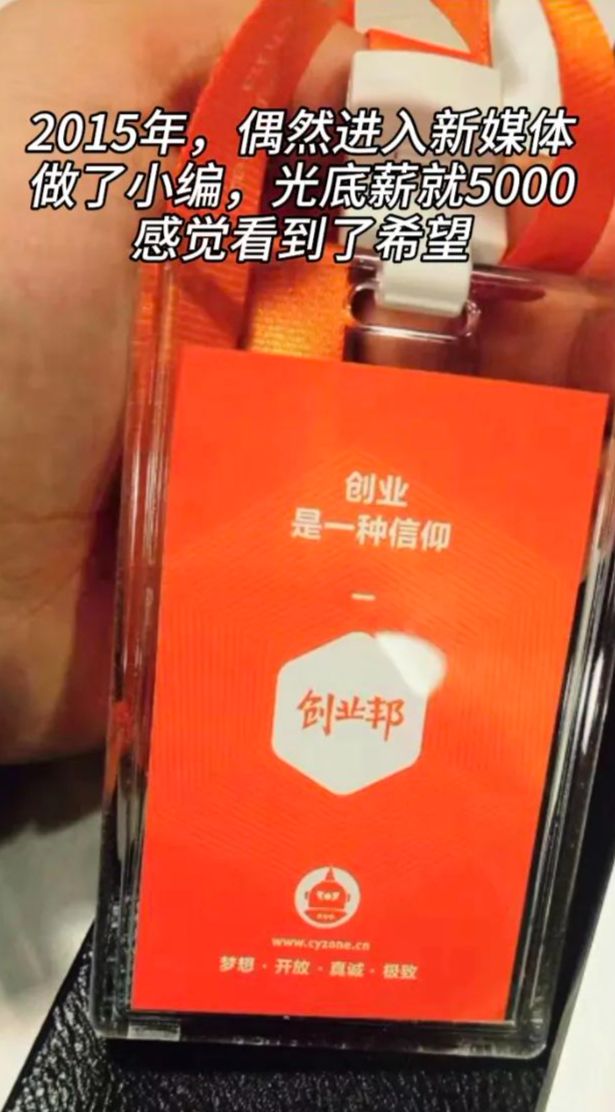 2015年，偶然进入新媒体
做了小编，光底薪就5000
感觉看到了希望
创业
是一种信仰
创业邦
www.cyzone.cn
梦想·开放·真诚·极致